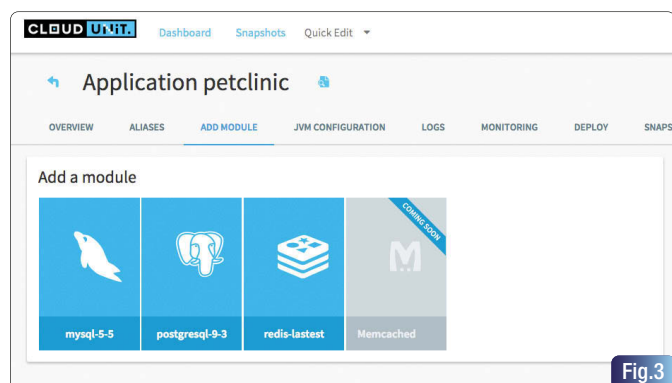 CLOUD UNiT. Dashboard Snapshots Quick Edit
Application petclinic
OVERVIEW ALIASES ADD MODULE JVM CONFIGURATION LOGS MONITORING DEPLOY SNAPS
Add a module
COMING SOON
mysql-5-5 postgresql-9-3 redis-lastest Memcached
Fig.3